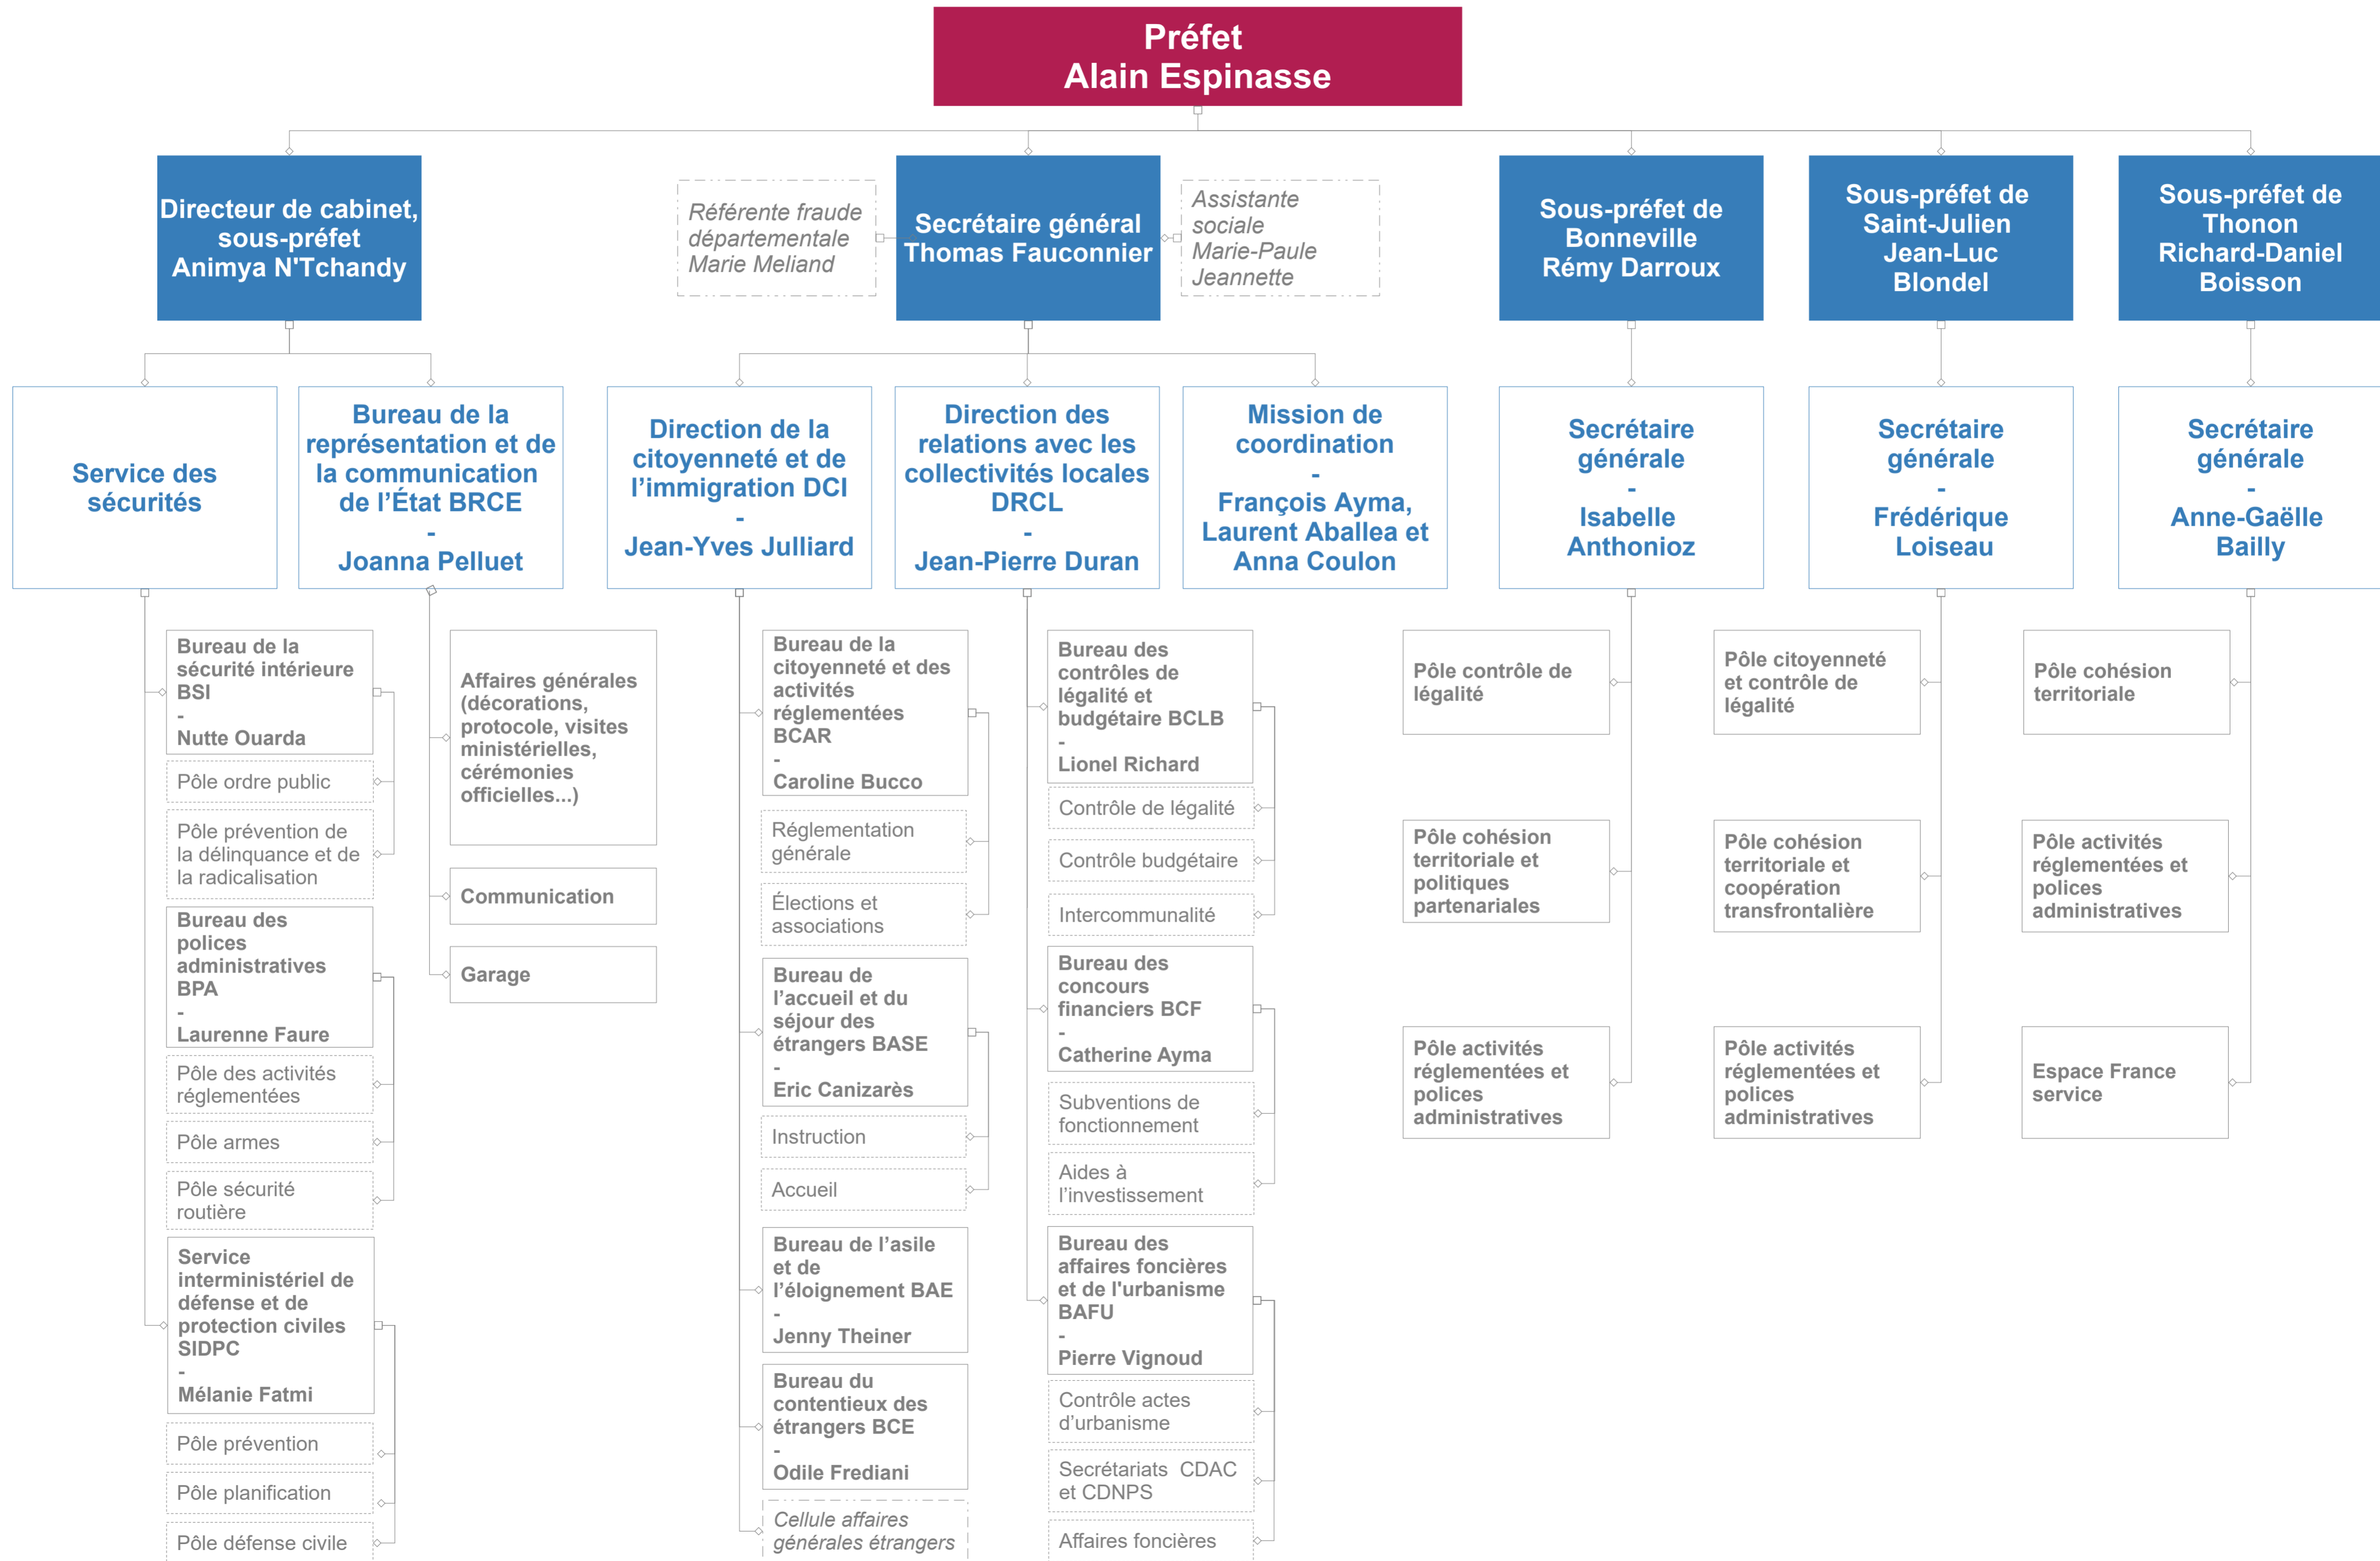 Préfet
Alain Espinasse
Directeur de cabinet,
sous-préfet
Animya N'Tchandy
Référente fraude
départementale
Marie Meliand
Secrétaire général
Thomas Fauconnier
Assistante
sociale
Marie-Paule
Jeannette
Sous-préfet de
Bonneville
Rémy Darroux
Sous-préfet de
Saint-Julien
Jean-Luc
Blondel
Sous-préfet de
Thonon
Richard-Daniel
Boisson
Service des
sécurités
Bureau de la
représentation et de
la communication
de l’État BRCE
-
Joanna Pelluet
Direction de la
citoyenneté et de
l’immigration DCI
-
Jean-Yves Julliard
Direction des
relations avec les
collectivités locales
DRCL
-
Jean-Pierre Duran
Mission de
coordination
-
François Ayma,
Laurent Aballea et
Anna Coulon
Secrétaire
générale
-
Isabelle
Anthonioz
Secrétaire
générale
-
Frédérique
Loiseau
Secrétaire
générale
-
Anne-Gaëlle
Bailly
Bureau de la
sécurité intérieure
BSI
-
Nutte Ouarda
Pôle ordre public
Pôle prévention de
la délinquance et de
la radicalisation
Bureau des
polices
administratives
BPA
-
Laurenne Faure
Pôle des activités
réglementées
Pôle armes
Pôle sécurité
routière
Service
interministériel de
défense et de
protection civiles
SIDPC
-
Mélanie Fatmi
Pôle prévention
Pôle planification
Pôle défense civile
Affaires générales
(décorations,
protocole, visites
ministérielles,
cérémonies
officielles...)
Communication
Garage
Bureau de la
citoyenneté et des
activités
réglementées
BCAR
-
Caroline Bucco
Réglementation
générale
Élections et
associations
Bureau de
l’accueil et du
séjour des
étrangers BASE
-
Eric Canizarès
Instruction
Accueil
Bureau de l’asile
et de
l’éloignement BAE
-
Jenny Theiner
Bureau du
contentieux des
étrangers BCE
-
Odile Frediani
Cellule affaires
générales étrangers
Bureau des
contrôles de
légalité et
budgétaire BCLB
-
Lionel Richard
Contrôle de légalité
Contrôle budgétaire
Intercommunalité
Bureau des
concours
financiers BCF
-
Catherine Ayma
Subventions de
fonctionnement
Aides à
l’investissement
Bureau des
affaires foncières
et de l'urbanisme
BAFU
-
Pierre Vignoud
Contrôle actes
d’urbanisme
Secrétariats CDAC
et CDNPS
Affaires foncières
Pôle contrôle de
légalité
Pôle cohésion
territoriale et
politiques
partenariales
Pôle activités
réglementées et
polices
administratives
Pôle citoyenneté
et contrôle de
légalité
Pôle cohésion
territoriale et
coopération
transfrontalière
Pôle activités
réglementées et
polices
administratives
Pôle cohésion
territoriale
Pôle activités
réglementées et
polices
administratives
Espace France
service